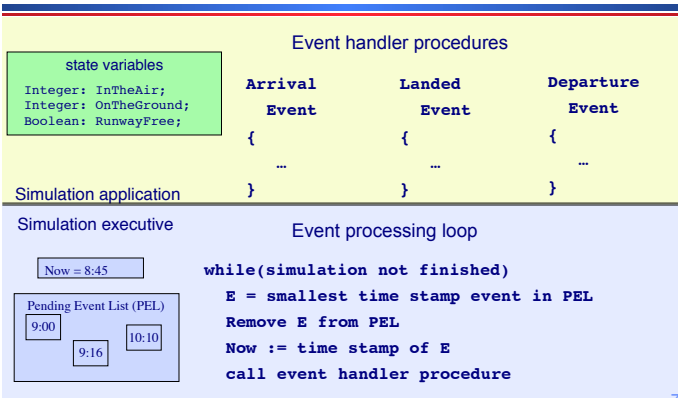 Event handler procedures
state variables
Integer: InTheAir;
Integer: OnTheGround;
Boolean: RunwayFree;
Arrival
Event
{
…
}
Landed
Event
{
…
}
Departure
Event
{
…
}
Simulation application
Simulation executive
Now = 8:45
Pending Event List (PEL)
9:00
9:16
10:10
Event processing loop
while(simulation not finished)
E = smallest time stamp event in PEL
Remove E from PEL
Now := time stamp of E
call event handler procedure